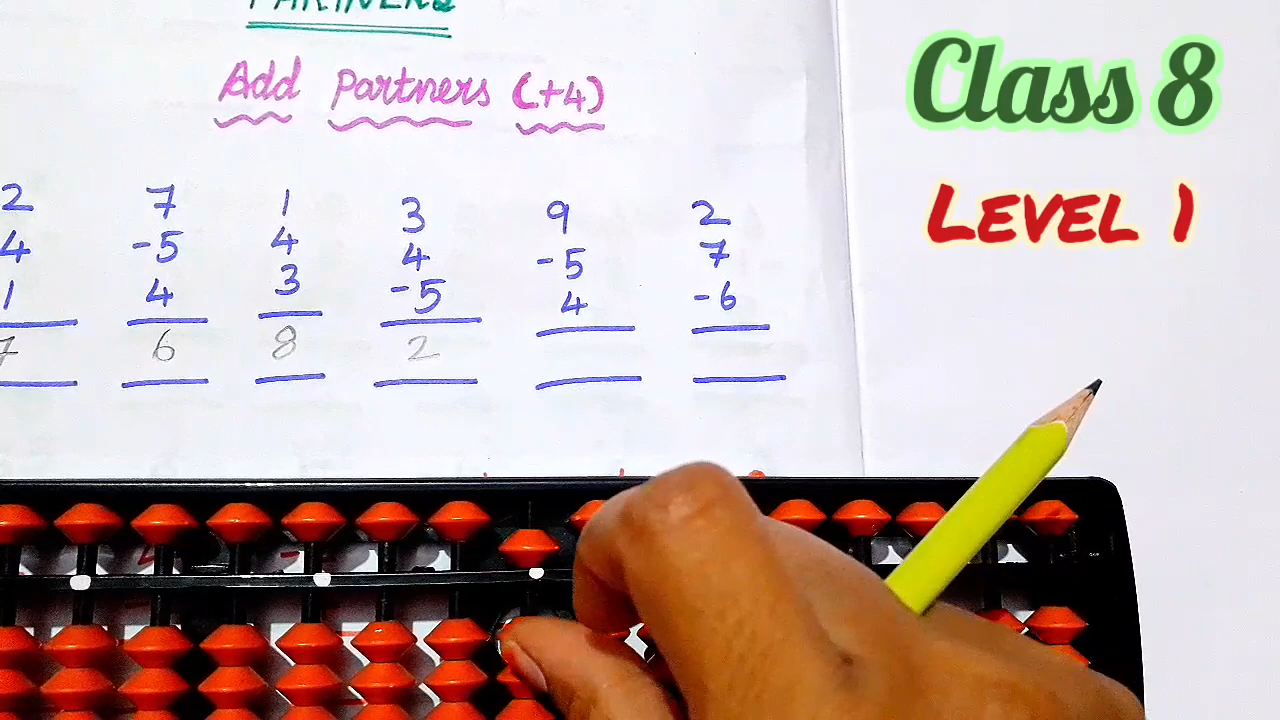 PARTNERS
Add Partners (+4)
Class 8
LEVEL 1
2 7 1 3 9 2
4 -5 4 4 -5 7
1 4 3 -5 4 -6
7 6 8 2